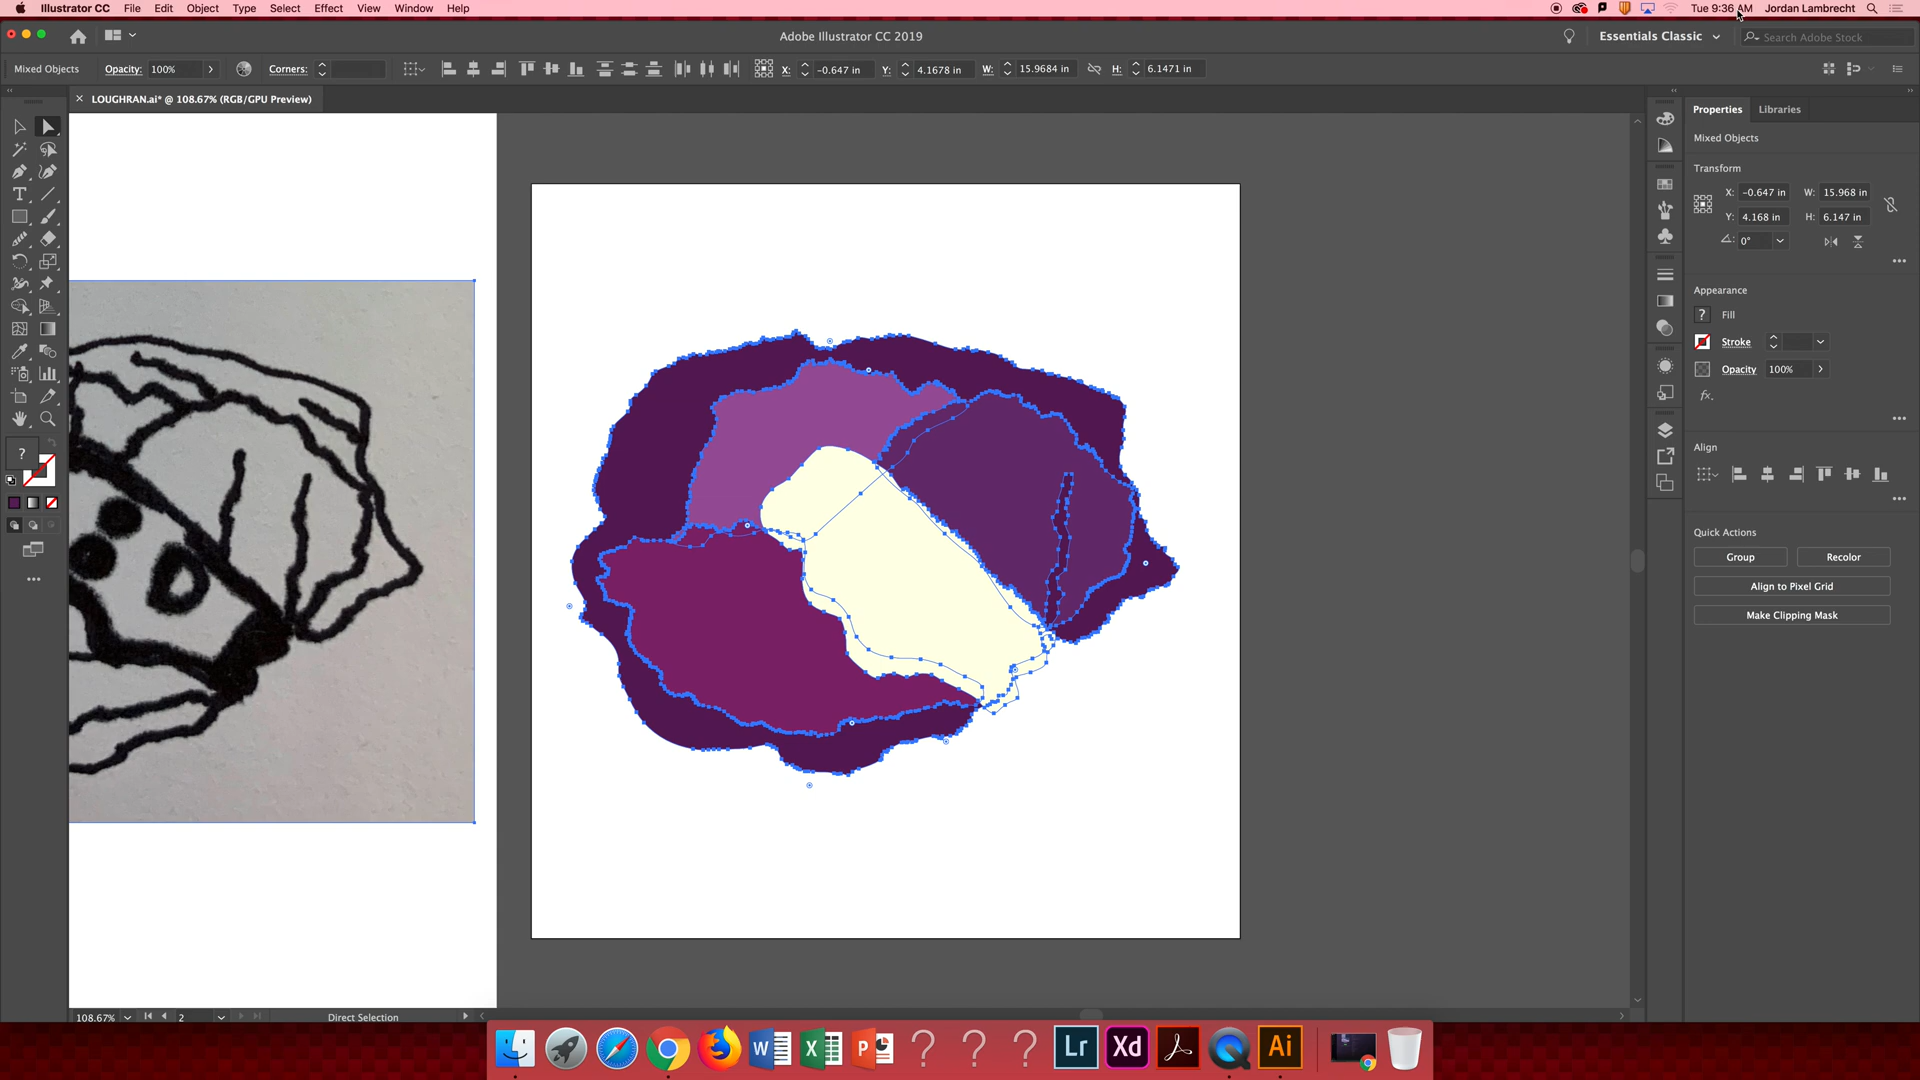 Illustrator CC File Edit Object Type Select Effect View Window Help Tue 9:36 AM Jordan Lambrecht
Adobe Illustrator CC 2019 Essentials Classic Search Adobe Stock
Mixed Objects Opacity: 100% Corners: X: -0.647 in Y: 4.1678 in W: 15.9684 in H: 6.1471 in
LOUGHRAN.ai* @ 108.67% (RGB/GPU Preview)
Properties Libraries
Mixed Objects
Transform
X: -0.647 in W: 15.968 in
Y: 4.168 in H: 6.147 in
0°
Appearance
? Fill
Stroke
Opacity 100%
fx.
Align
?
Quick Actions
Group Recolor
Align to Pixel Grid
Make Clipping Mask
108.67% 2 Direct Selection
W X P ? ? ? Lr Xd Ai